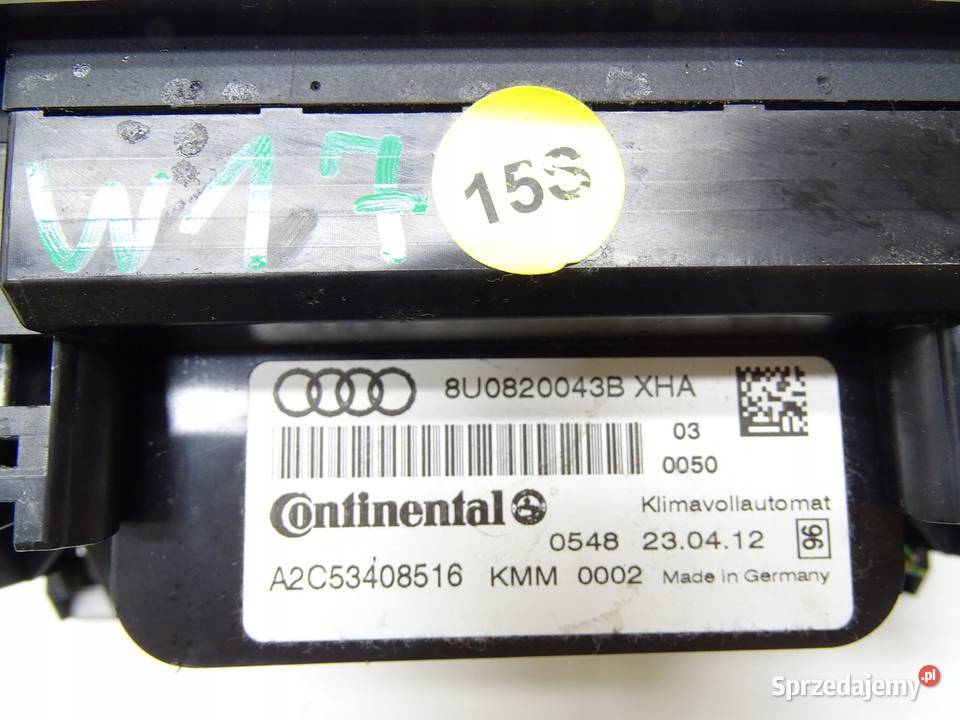 W17
15S
8U0820043B XHA
03
0050
Continental
Klimavollautomat
0548 23.04.12 96
A2C53408516 KMM 0002 Made in Germany
Sprzedajemy.pl